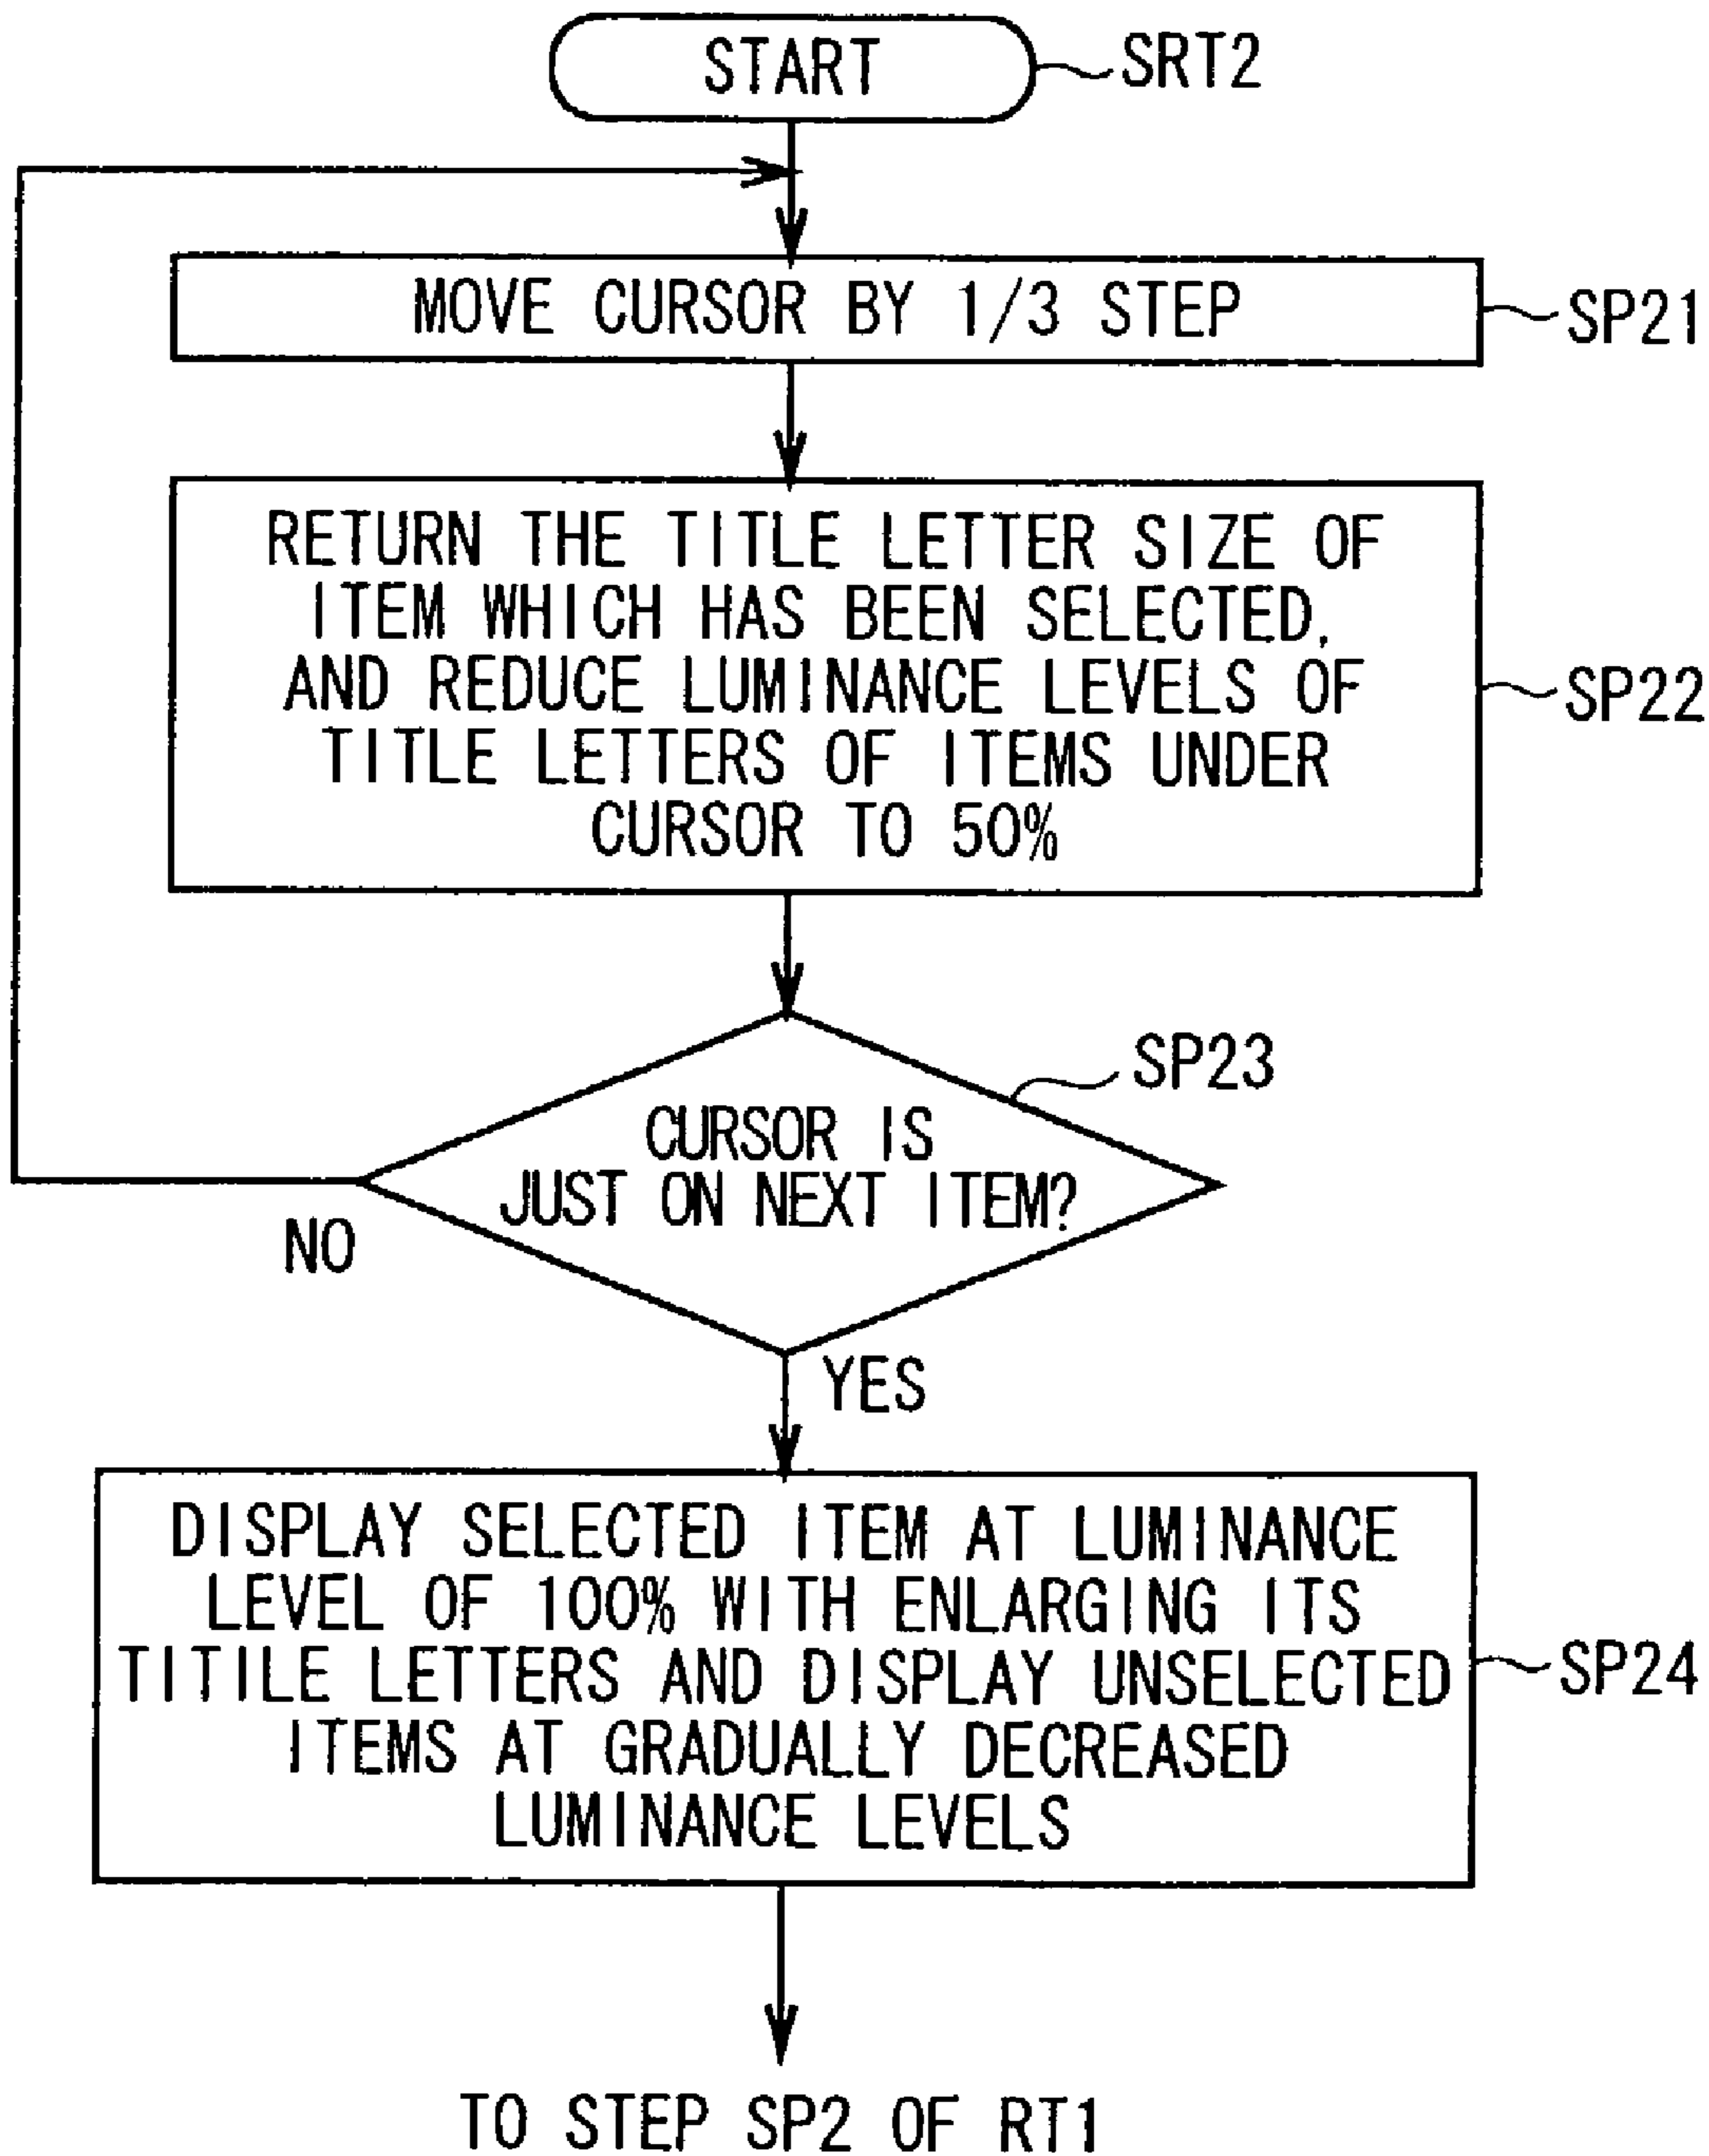 START
SRT2
MOVE CURSOR BY 1/3 STEP
SP21
RETURN THE TITLE LETTER SIZE OF
ITEM WHICH HAS BEEN SELECTED,
AND REDUCE LUMINANCE LEVELS OF
TITLE LETTERS OF ITEMS UNDER
CURSOR TO 50%
SP22
SP23
CURSOR IS
JUST ON NEXT ITEM?
NO
YES
DISPLAY SELECTED ITEM AT LUMINANCE
LEVEL OF 100% WITH ENLARGING ITS
TITILE LETTERS AND DISPLAY UNSELECTED
ITEMS AT GRADUALLY DECREASED
LUMINANCE LEVELS
SP24
TO STEP SP2 OF RT1